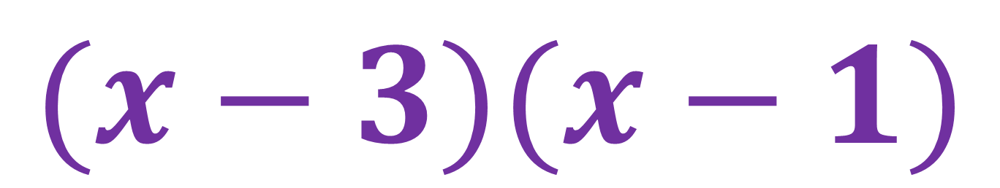 (x − 3)(x − 1)